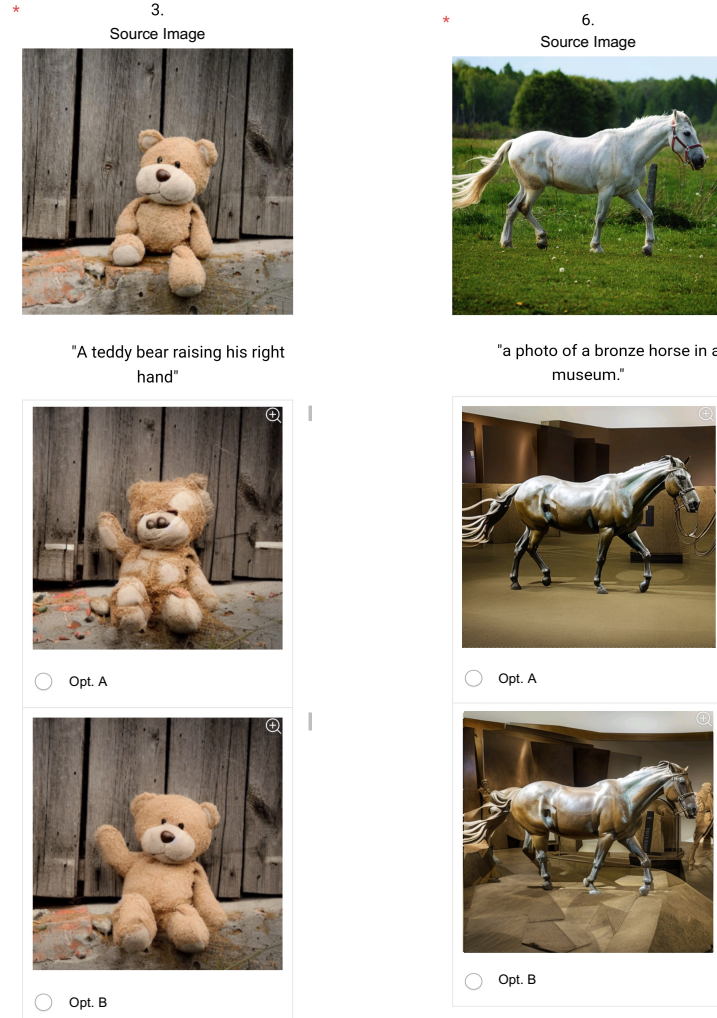 *
3.
Source Image
"A teddy bear raising his right
hand"
Opt. A
Opt. B
*
6.
Source Image
"a photo of a bronze horse in a
museum."
Opt. A
Opt. B